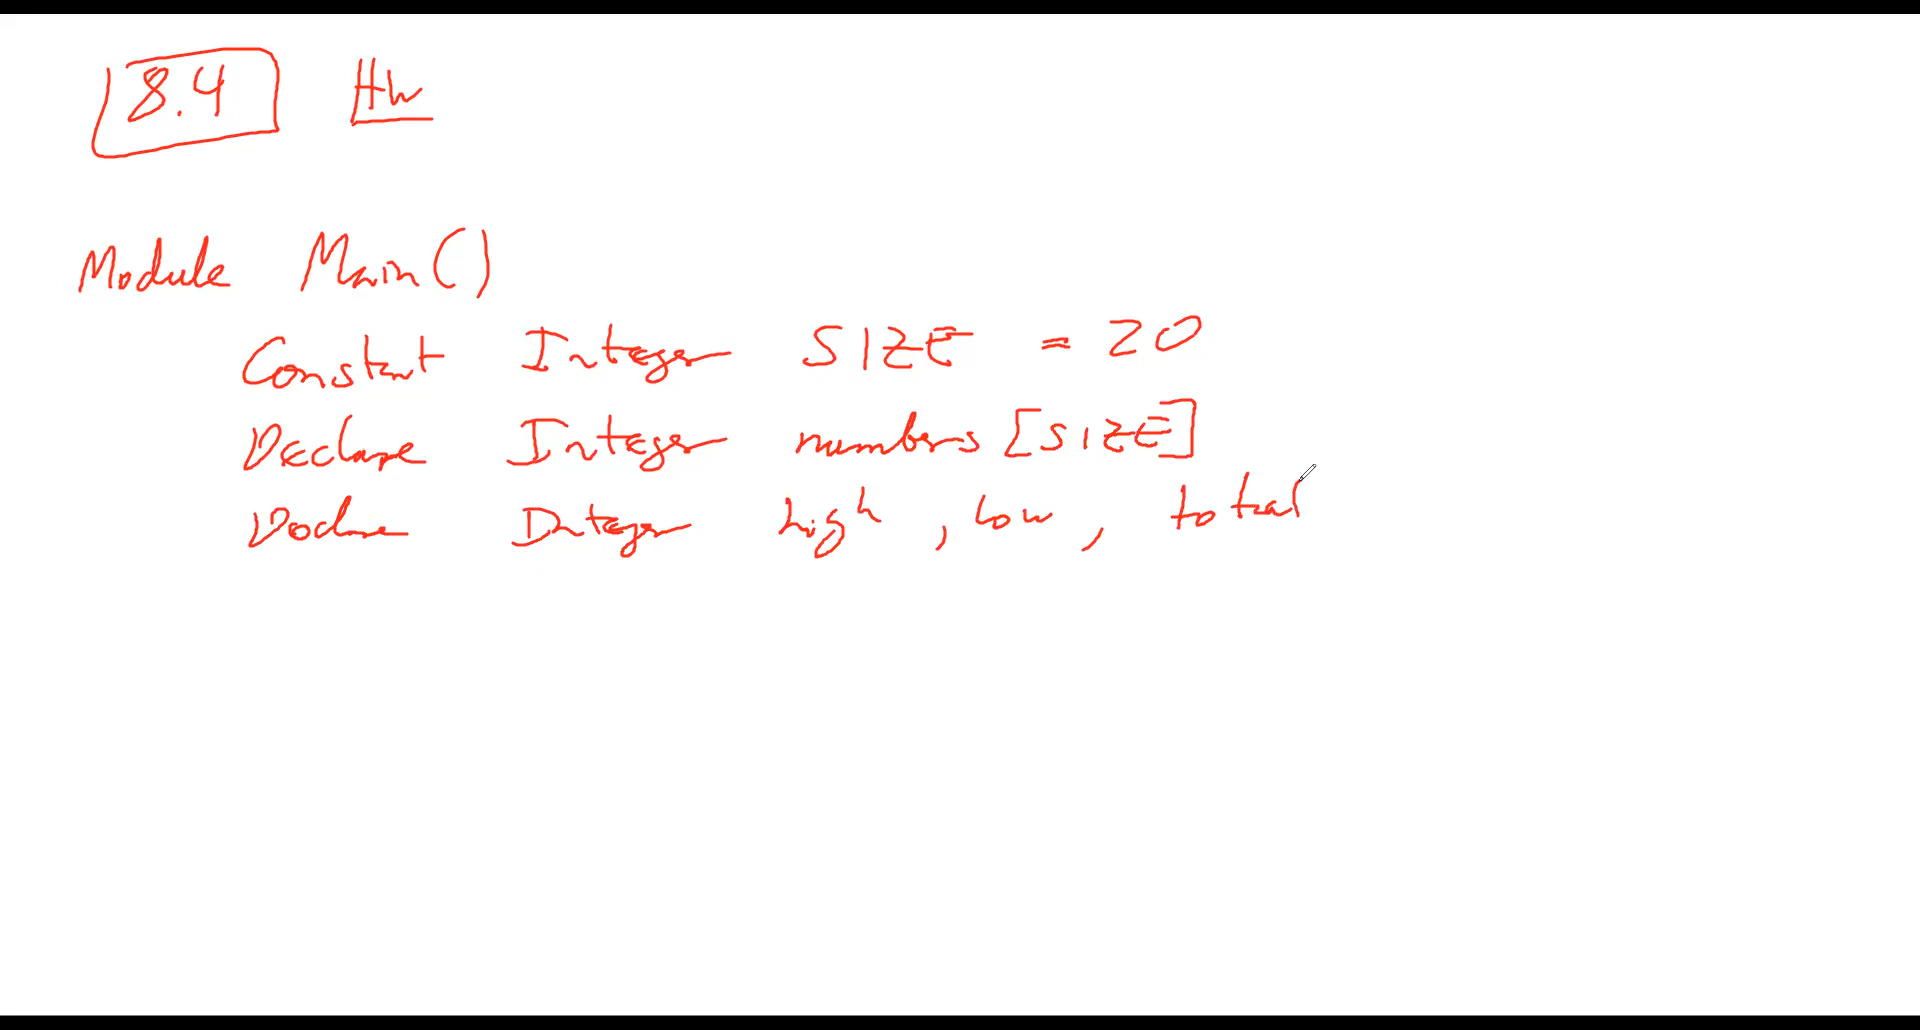 8.4 HW
Module Main()
Constant Integer SIZE = 20
Declare Integer numbers [SIZE]
Declare Integer high, low, total